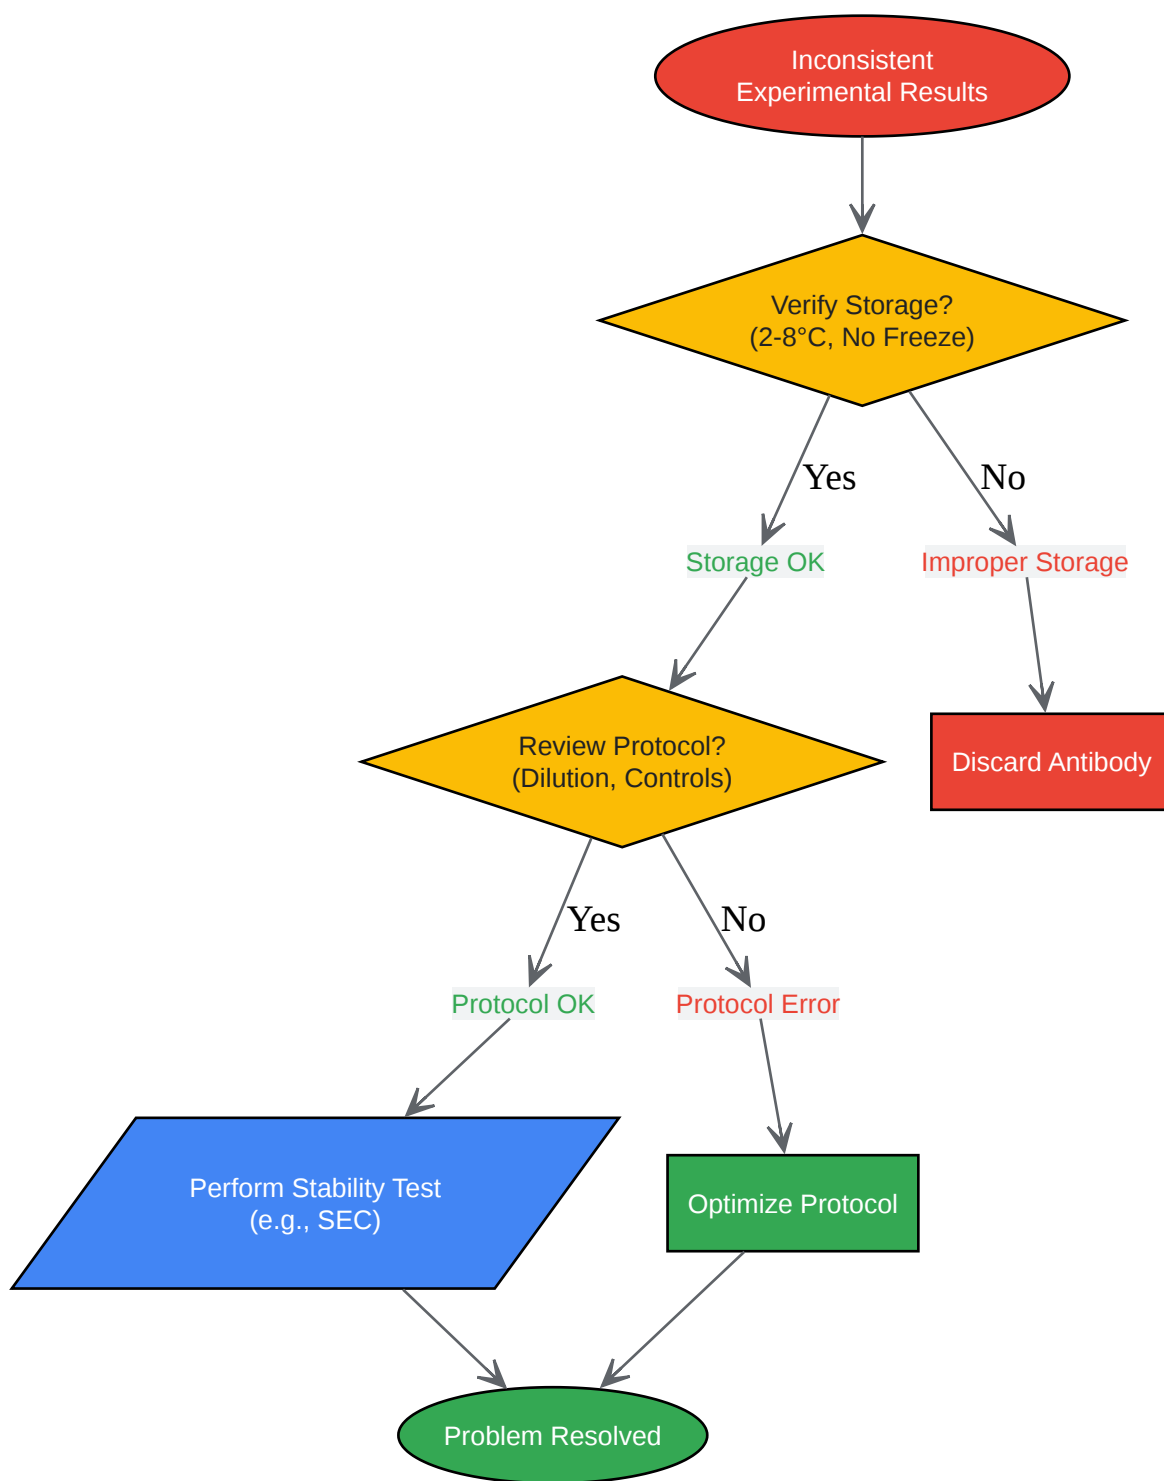 Inconsistent
Experimental Results
Verify Storage?
(2-8°C, No Freeze)
Yes
No
Storage OK
Improper Storage
Review Protocol?
(Dilution, Controls)
Discard Antibody
Yes
No
Protocol OK
Protocol Error
Perform Stability Test
(e.g., SEC)
Optimize Protocol
Problem Resolved